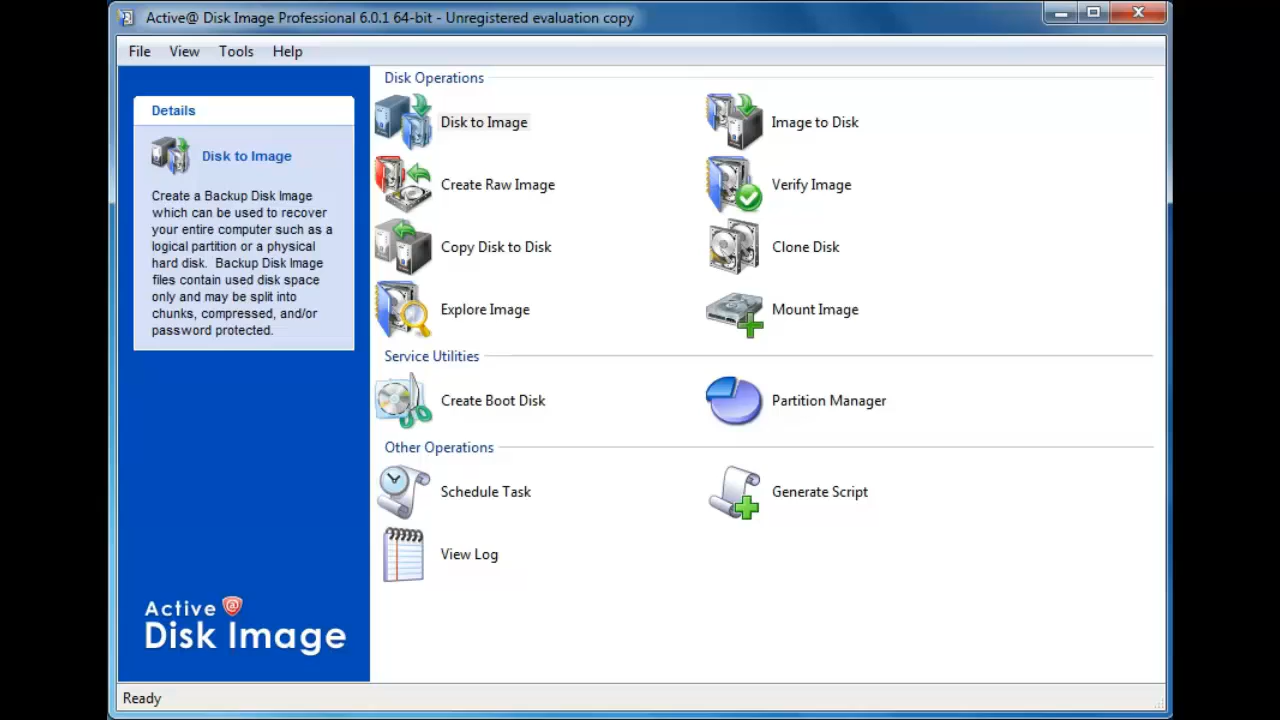 Active@ Disk Image Professional 6.0.1 64-bit - Unregistered evaluation copy
File View Tools Help
Details
Disk to Image
Create a Backup Disk Image
which can be used to recover
your entire computer such as a
logical partition or a physical
hard disk. Backup Disk Image
files contain used disk space
only and may be split into
chunks, compressed, and/or
password protected.
Active @
Disk Image
Disk Operations
Disk to Image
Image to Disk
Create Raw Image
Verify Image
Copy Disk to Disk
Clone Disk
Explore Image
Mount Image
Service Utilities
Create Boot Disk
Partition Manager
Other Operations
Schedule Task
Generate Script
View Log
Ready